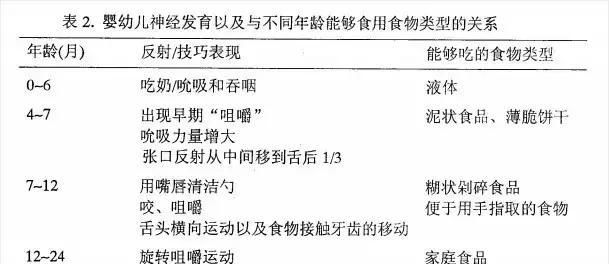 表 2. 婴幼儿神经发育以及与不同年龄能够食用食物类型的关系
年龄(月) 反射/技巧表现 能够吃的食物类型
0~6 吃奶/吮吸和吞咽 液体
4~7 出现早期“咀嚼” 泥状食品、薄脆饼干
吮吸力量增大
张口反射从中间移到舌后 1/3
7~12 用嘴唇清洁勺 糊状剁碎食品
咬、咀嚼 便于用手指取的食物
舌头横向运动以及食物接触牙齿的移动
12~24 旋转咀嚼运动 家庭食品